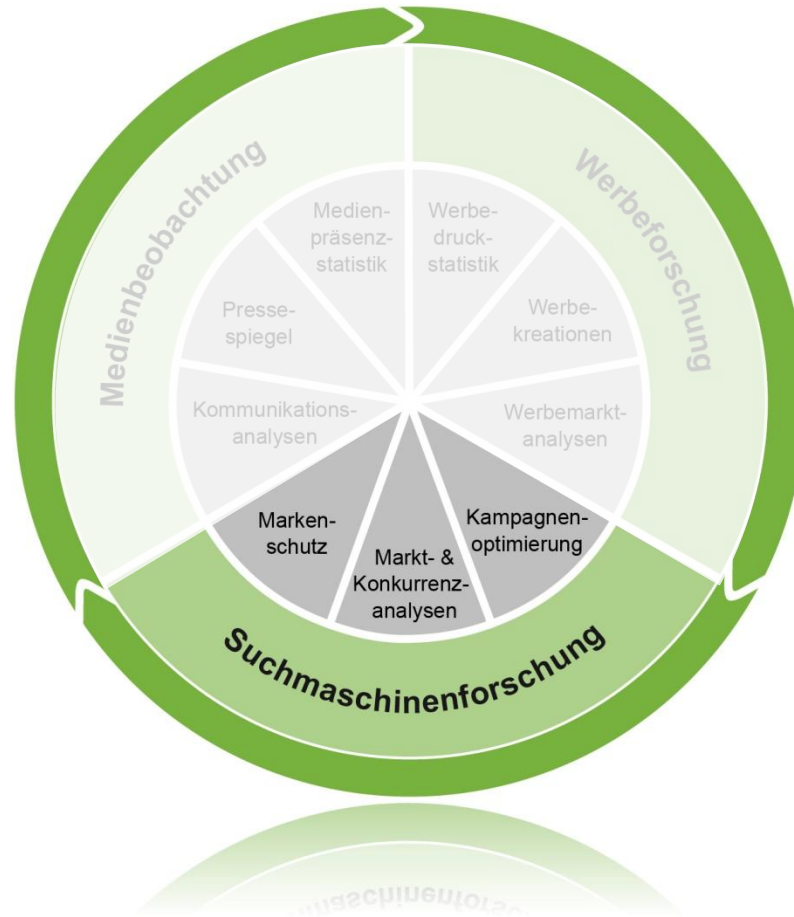 Medienbeobachtung
Werbeforschung
Medien-
präsenz-
statistik
Werbe-
druck-
statistik
Presse-
spiegel
Werbe-
kreationen
Kommunikations-
analysen
Werbemarkt-
analysen
Marken-
schutz
Markt- &
Konkurrenz-
analysen
Kampagnen-
optimierung
Suchmaschinenforschung